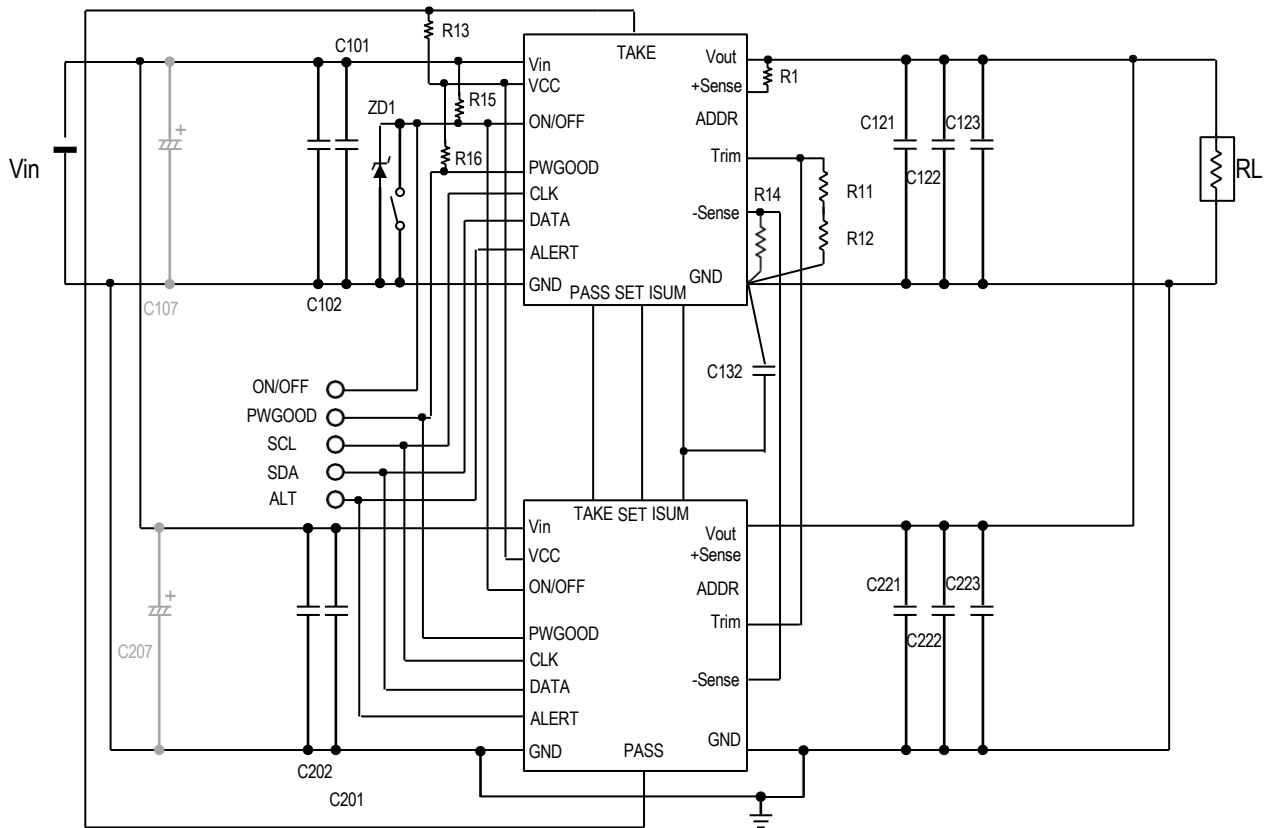 R13
C101
TAKE
Vin
Vout
VCC
+Sense
R1
ZD1
R15
ADDR
ON/OFF
C121
C123
Trim
R16
PWGOOD
C122
Vin
RL
CLK
R14
R11
DATA
-Sense
R12
ALERT
GND
GND
PASS SET ISUM
C107
C102
C132
ON/OFF
PWGOOD
SCL
SDA
ALT
TAKE SET ISUM
Vin
Vout
VCC
+Sense
ON/OFF
ADDR
C221
C223
Trim
PWGOOD
C222
C207
CLK
DATA
-Sense
ALERT
GND
PASS
GND
C202
C201